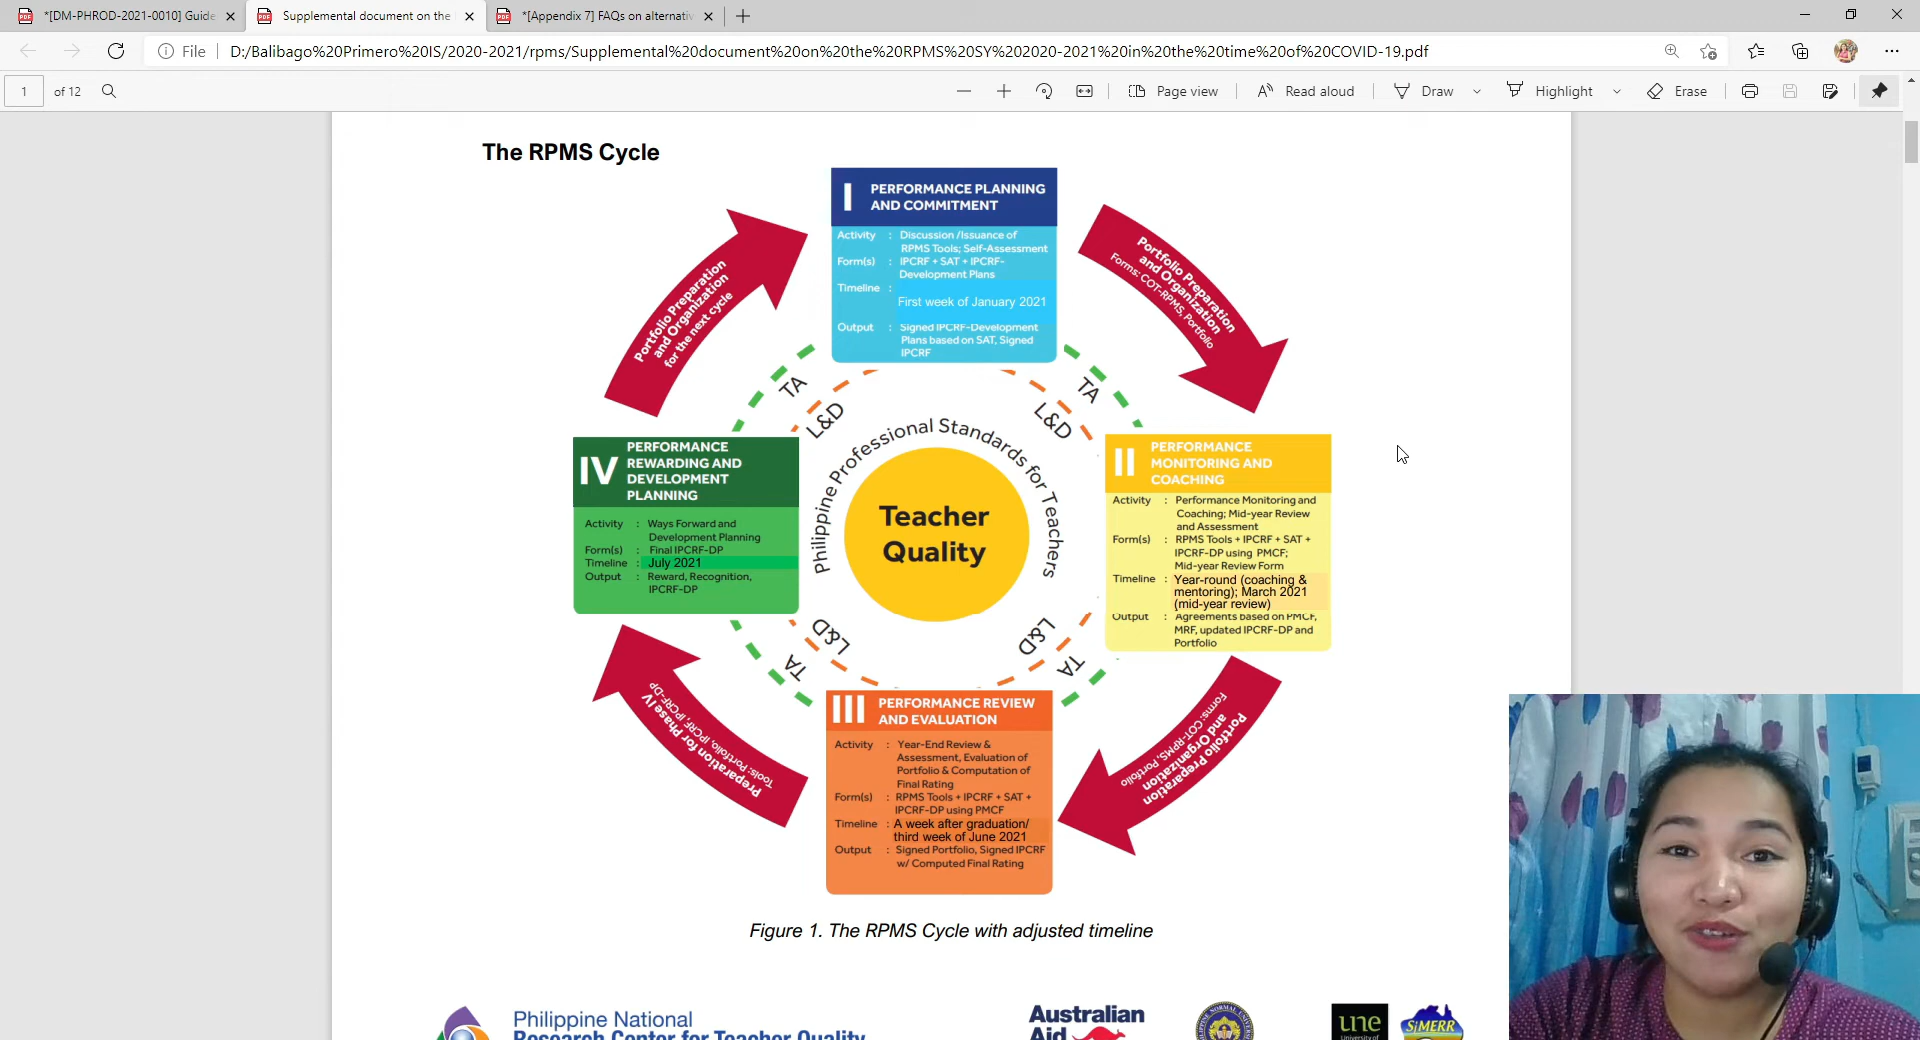 *[DM-PHROD-2021-0010] Guide
Supplemental document on the
*[Appendix 7] FAQs on alternativ
File
D:/Balibago%20Primero%20IS/2020-2021/rpms/Supplemental%20document%20on%20the%20RPMS%20SY%202020-2021%20in%20the%20time%20of%20COVID-19.pdf
1 of 12
Page view
Read aloud
Draw
Highlight
Erase
The RPMS Cycle
I PERFORMANCE PLANNING
AND COMMITMENT
Activity : Discussion /Issuance of
RPMS Tools; Self-Assessment
Form(s) : IPCRF + SAT + IPCRF-
Development Plans
Timeline :
First week of January 2021
Output : Signed IPCRF-Development
Plans based on SAT, Signed
IPCRF
Portfolio Preparation
and Organization
Forms: COT-RPMS, Portfolio
Portfolio Preparation
and Organization
for the next cycle
TA
L&D
TA
L&D
Philippine Professional Standards for Teachers
Teacher
Quality
II PERFORMANCE
MONITORING AND
COACHING
Activity : Performance Monitoring and
Coaching; Mid-year Review
and Assessment
Form(s) : RPMS Tools + IPCRF + SAT +
IPCRF-DP using PMCF;
Mid-year Review Form
Timeline : Year-round (coaching &
mentoring); March 2021
(mid-year review)
Output : Agreements based on PMCF,
MRF, updated IPCRF-DP and
Portfolio
IV PERFORMANCE
REWARDING AND
DEVELOPMENT
PLANNING
Activity : Ways Forward and
Development Planning
Form(s) : Final IPCRF-DP
Timeline : July 2021
Output : Reward, Recognition,
IPCRF-DP
L&D
TA
L&D
TA
Portfolio Preparation
and Organization
Forms: COT-RPMS, Portfolio
Preparation for Phase IV
Tools: Portfolio, IPCRF, IPCRF-DP
III PERFORMANCE REVIEW
AND EVALUATION
Activity : Year-End Review &
Assessment, Evaluation of
Portfolio & Computation of
Final Rating
Form(s) : RPMS Tools + IPCRF + SAT +
IPCRF-DP using PMCF
Timeline : A week after graduation/
third week of June 2021
Output : Signed Portfolio, Signed IPCRF
w/ Computed Final Rating
Figure 1. The RPMS Cycle with adjusted timeline
Philippine National
Research Center for Teacher Quality
Australian
Aid
une
University of
SiMERR